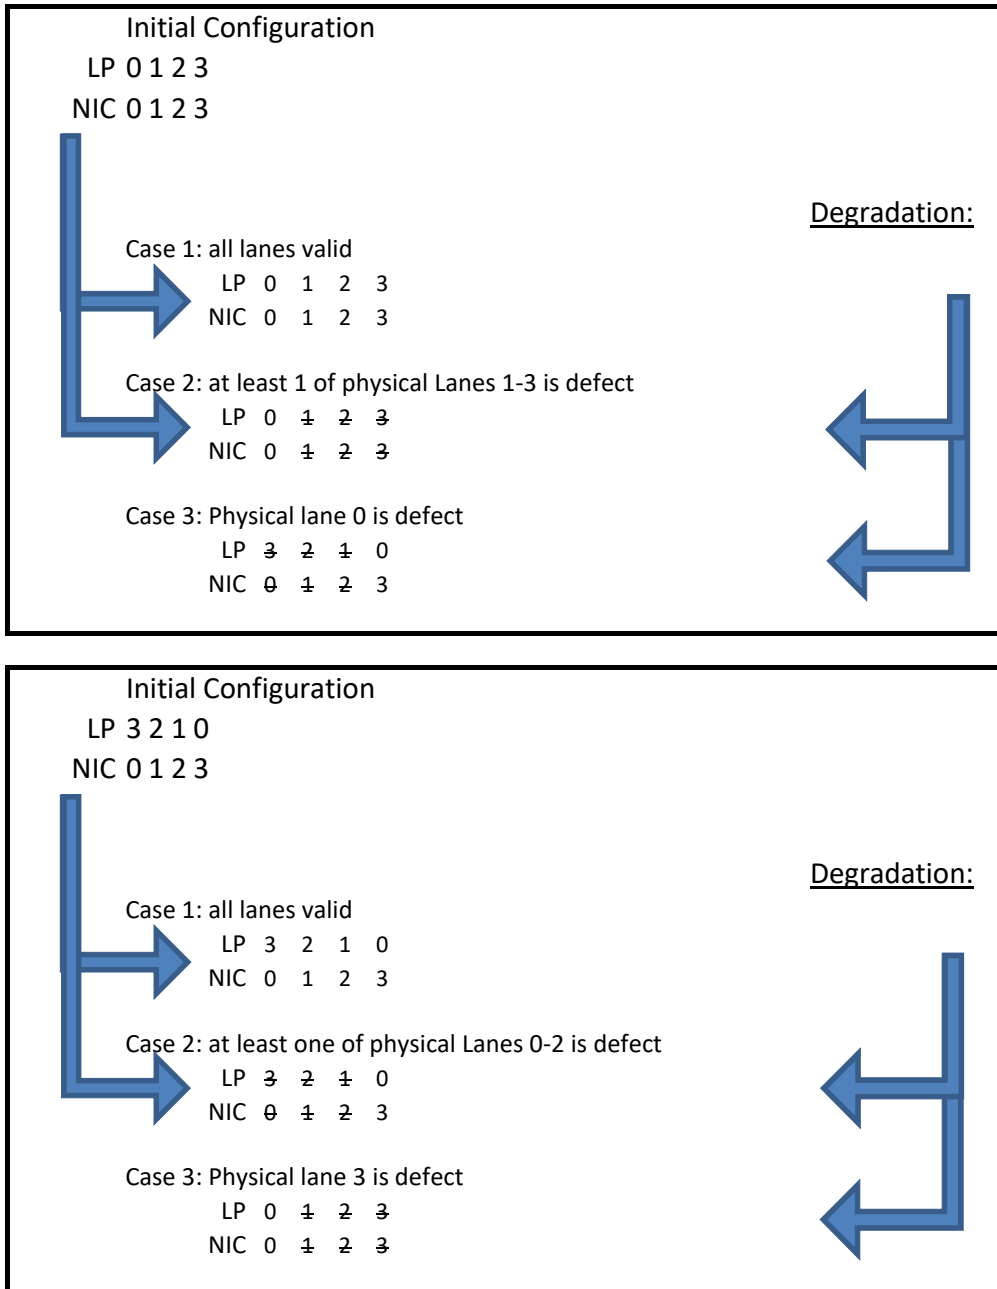 Initial Configuration
LP 0 1 2 3
NIC 0 1 2 3
Degradation:
Case 1: all lanes valid
LP 0 1 2 3
NIC 0 1 2 3
Case 2: at least 1 of physical Lanes 1-3 is defect
LP 0 1 2 3
NIC 0 1 2 3
Case 3: Physical lane 0 is defect
LP 3 2 1 0
NIC 0 1 2 3
Initial Configuration
LP 3 2 1 0
NIC 0 1 2 3
Degradation:
Case 1: all lanes valid
LP 3 2 1 0
NIC 0 1 2 3
Case 2: at least one of physical Lanes 0-2 is defect
LP 3 2 1 0
NIC 0 1 2 3
Case 3: Physical lane 3 is defect
LP 0 1 2 3
NIC 0 1 2 3